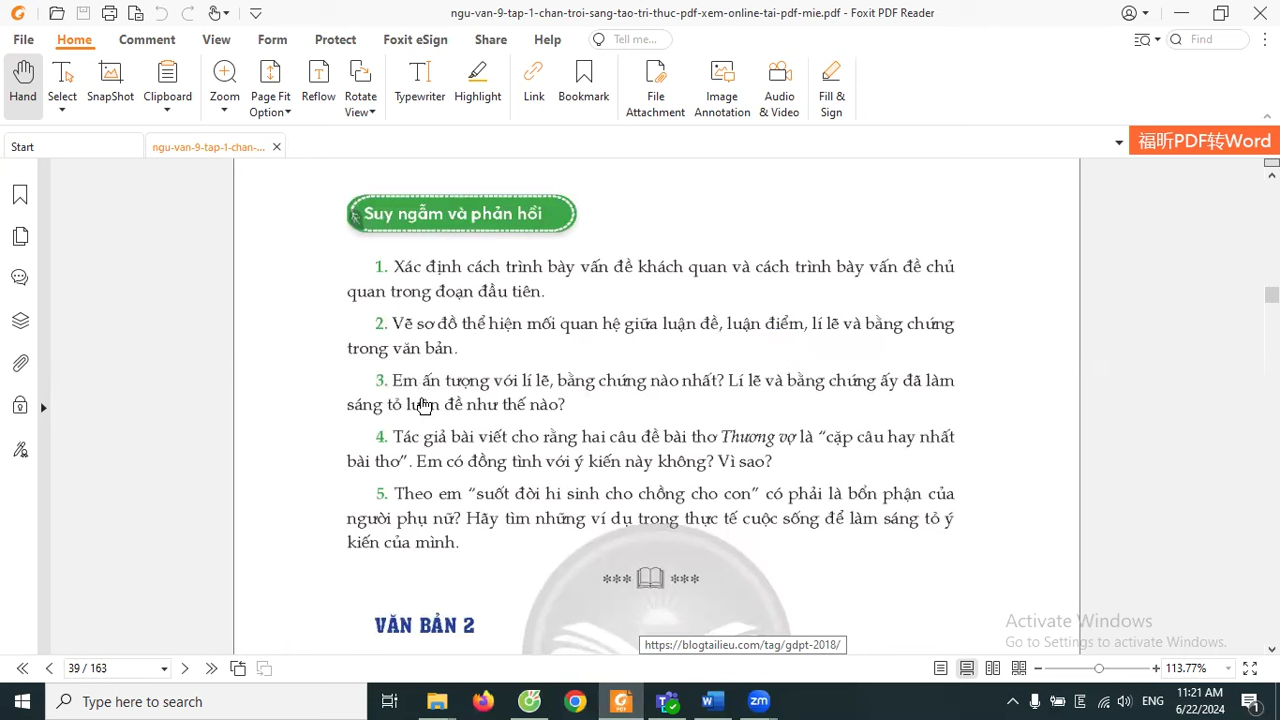 ngu-van-9-tap-1-chan-troi-sang-tao-tri-thuc-pdf-xem-online-tai-pdf-mie.pdf - Foxit PDF Reader
File Home Comment View Form Protect Foxit eSign Share Help Tell me... Find
Hand Select SnapShot Clipboard Zoom Page Fit Option Reflow Rotate View Typewriter Highlight Link Bookmark File Attachment Image Annotation Audio & Video Fill & Sign
Start ngu-van-9-tap-1-chan-... 福昕PDF转Word
Suy ngẫm và phản hồi
1. Xác định cách trình bày vấn đề khách quan và cách trình bày vấn đề chủ
quan trong đoạn đầu tiên.
2. Vẽ sơ đồ thể hiện mối quan hệ giữa luận đề, luận điểm, lí lẽ và bằng chứng
trong văn bản.
3. Em ấn tượng với lí lẽ, bằng chứng nào nhất? Lí lẽ và bằng chứng ấy đã làm
sáng tỏ luận đề như thế nào?
4. Tác giả bài viết cho rằng hai câu đề bài thơ Thương vợ là “cặp câu hay nhất
bài thơ”. Em có đồng tình với ý kiến này không? Vì sao?
5. Theo em “suốt đời hi sinh cho chồng cho con” có phải là bổn phận của
người phụ nữ? Hãy tìm những ví dụ trong thực tế cuộc sống để làm sáng tỏ ý
kiến của mình.
*** ***
VĂN BẢN 2
https://blogtailieu.com/tag/gdpt-2018/
Activate Windows
Go to Settings to activate Windows.
39 / 163 113.77%
Type here to search ENG 11:21 AM
6/22/2024 1